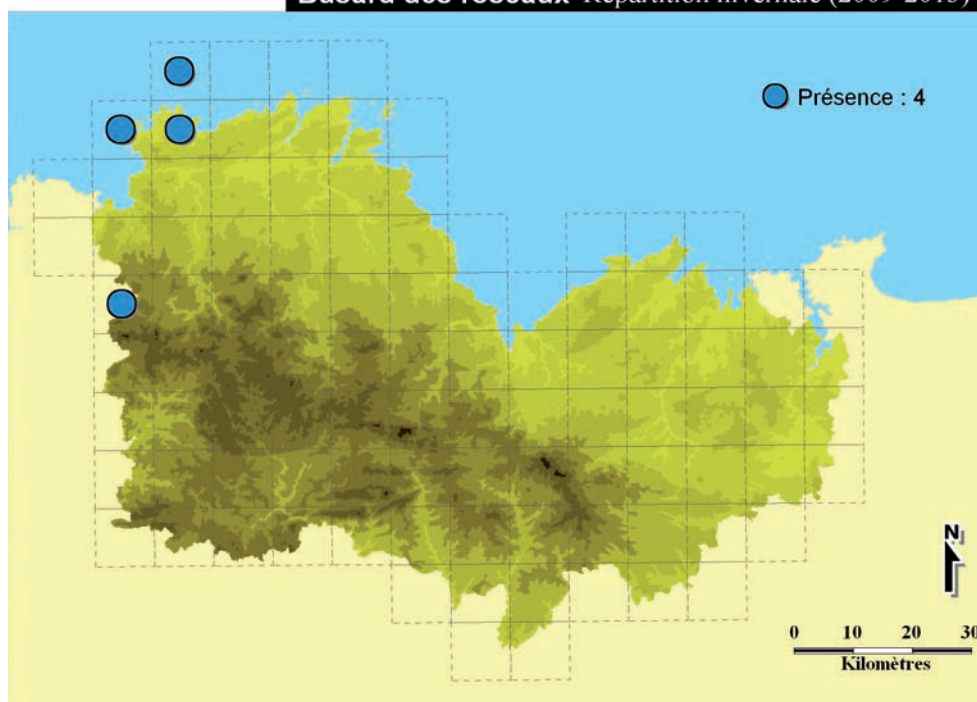 Busard des roseaux Répartition hivernale (2009-2013)
Présence : 4
N
0 10 20 30
Kilomètres